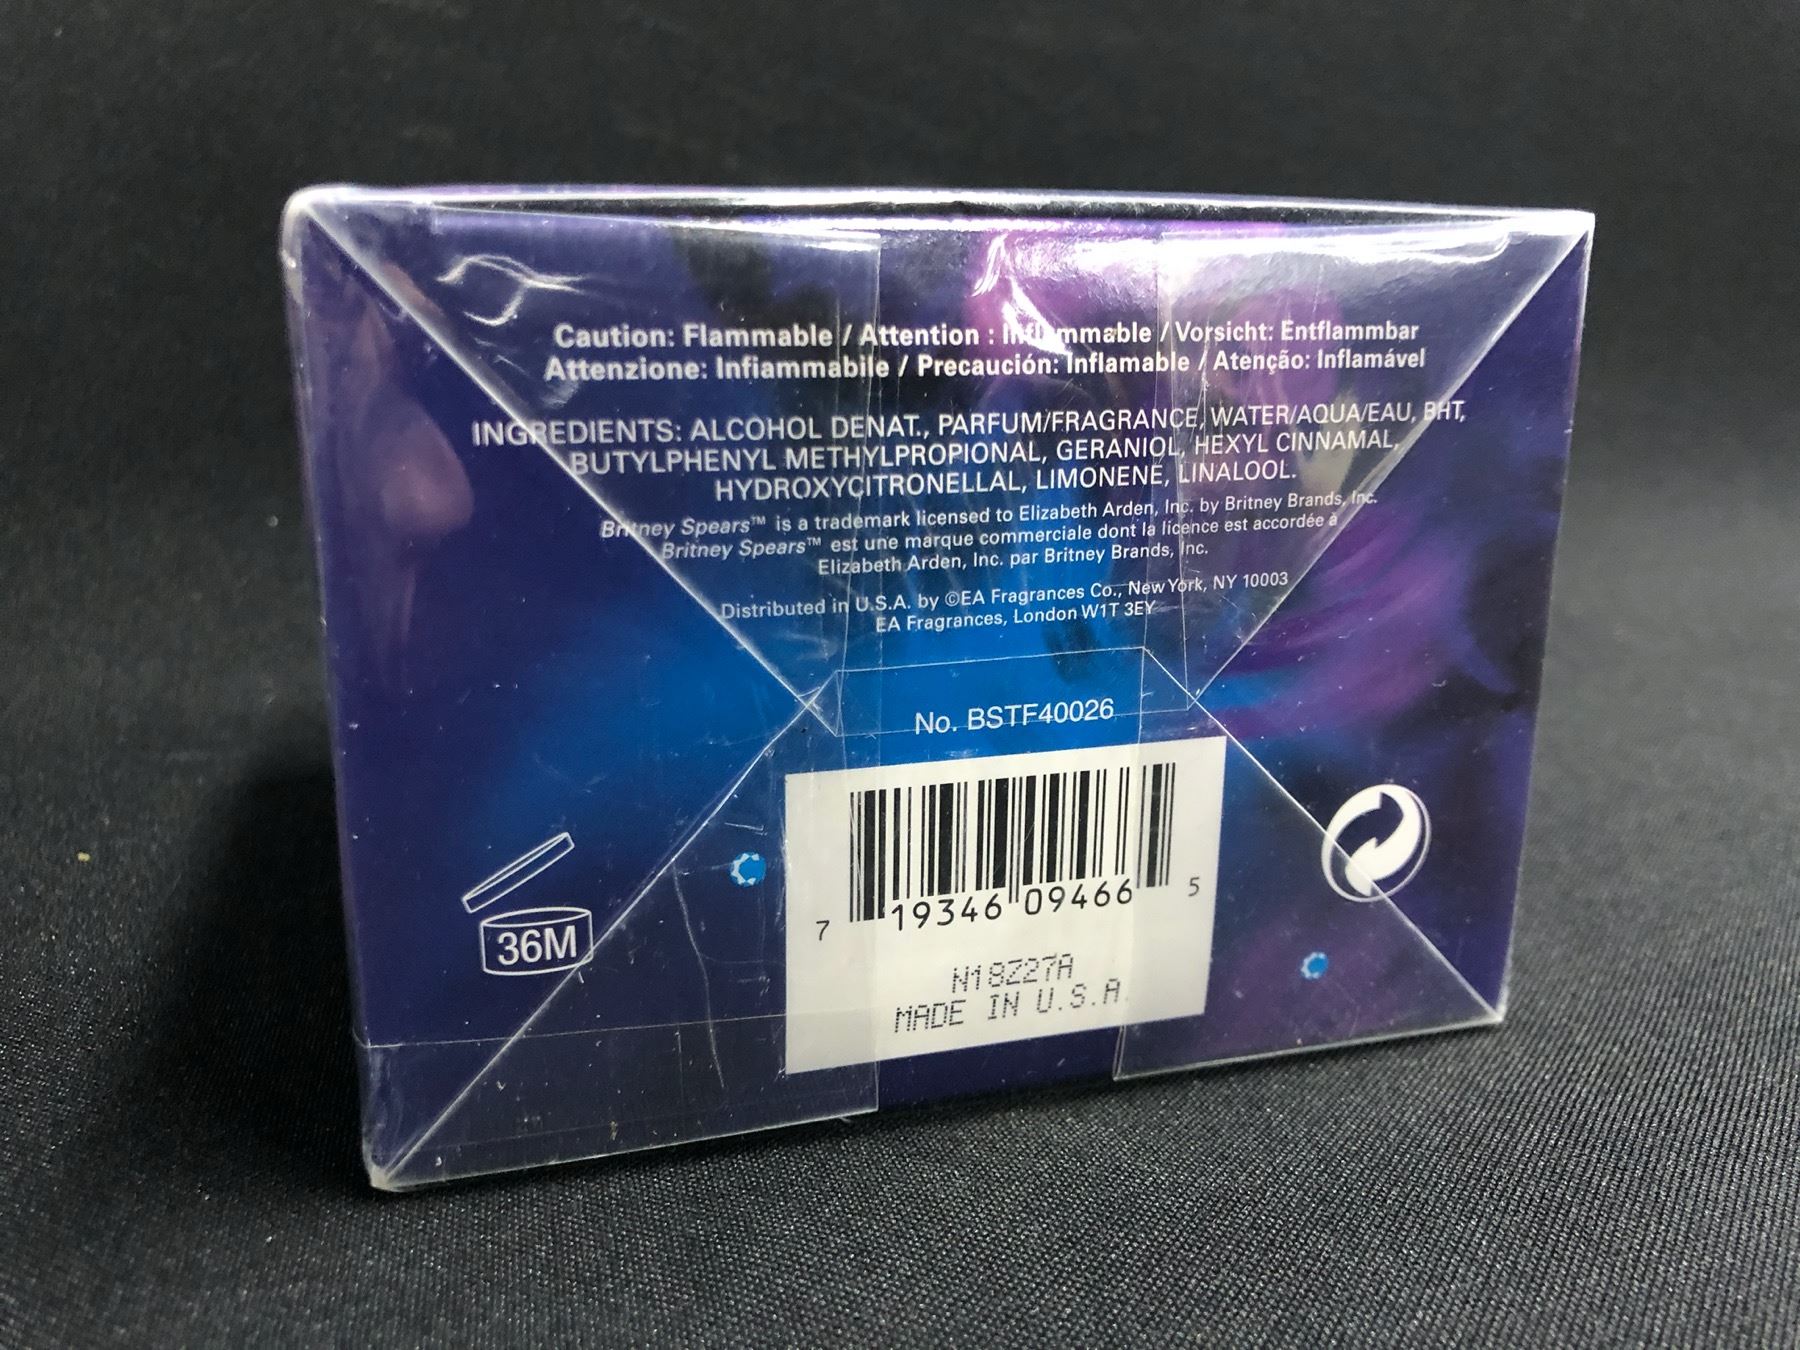 Caution: Flammable / Attention : Inflammable / Vorsicht: Entflammbar
Attenzione: Infiammabile / Precaución: Inflamable / Atenção: Inflamável
INGREDIENTS: ALCOHOL DENAT., PARFUM/FRAGRANCE, WATER/AQUA/EAU, BHT,
BUTYLPHENYL METHYLPROPIONAL, GERANIOL, HEXYL CINNAMAL,
HYDROXYCITRONELLAL, LIMONENE, LINALOOL.
Britney Spears™ is a trademark licensed to Elizabeth Arden, Inc. by Britney Brands, Inc.
Britney Spears™ est une marque commerciale dont la licence est accordée à
Elizabeth Arden, Inc. par Britney Brands, Inc.
Distributed in U.S.A. by ©EA Fragrances Co., New York, NY 10003
EA Fragrances, London W1T 3EY
No. BSTF40026
7 19346 09466 5
36M
N18Z27A
MADE IN U.S.A.